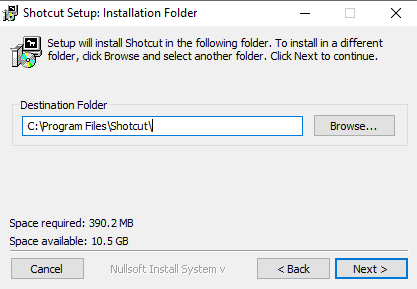 Shotcut Setup: Installation Folder
Setup will install Shotcut in the following folder. To install in a different
folder, click Browse and select another folder. Click Next to continue.
Destination Folder
C:\Program Files\Shotcut\
Browse...
Space required: 390.2 MB
Space available: 10.5 GB
Cancel
Nullsoft Install System v
< Back
Next >